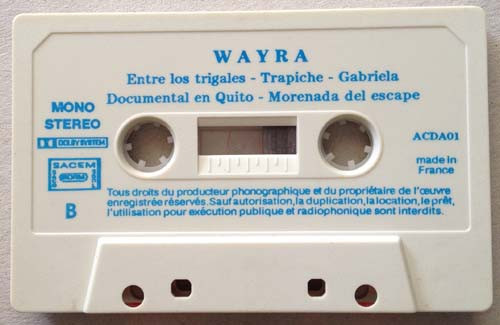 WAYRA
Entre los trigales - Trapiche - Gabriela
Documental en Quito - Morenada del escape
MONO
STEREO
DOLBY SYSTEM
ACDA01
made in
France
SACEM
B
Tous droits du producteur phonographique et du propriétaire de l'œuvre
enregistrée réservés. Sauf autorisation, la duplication, la location, le prêt,
l'utilisation pour exécution publique et radiophonique sont interdits.